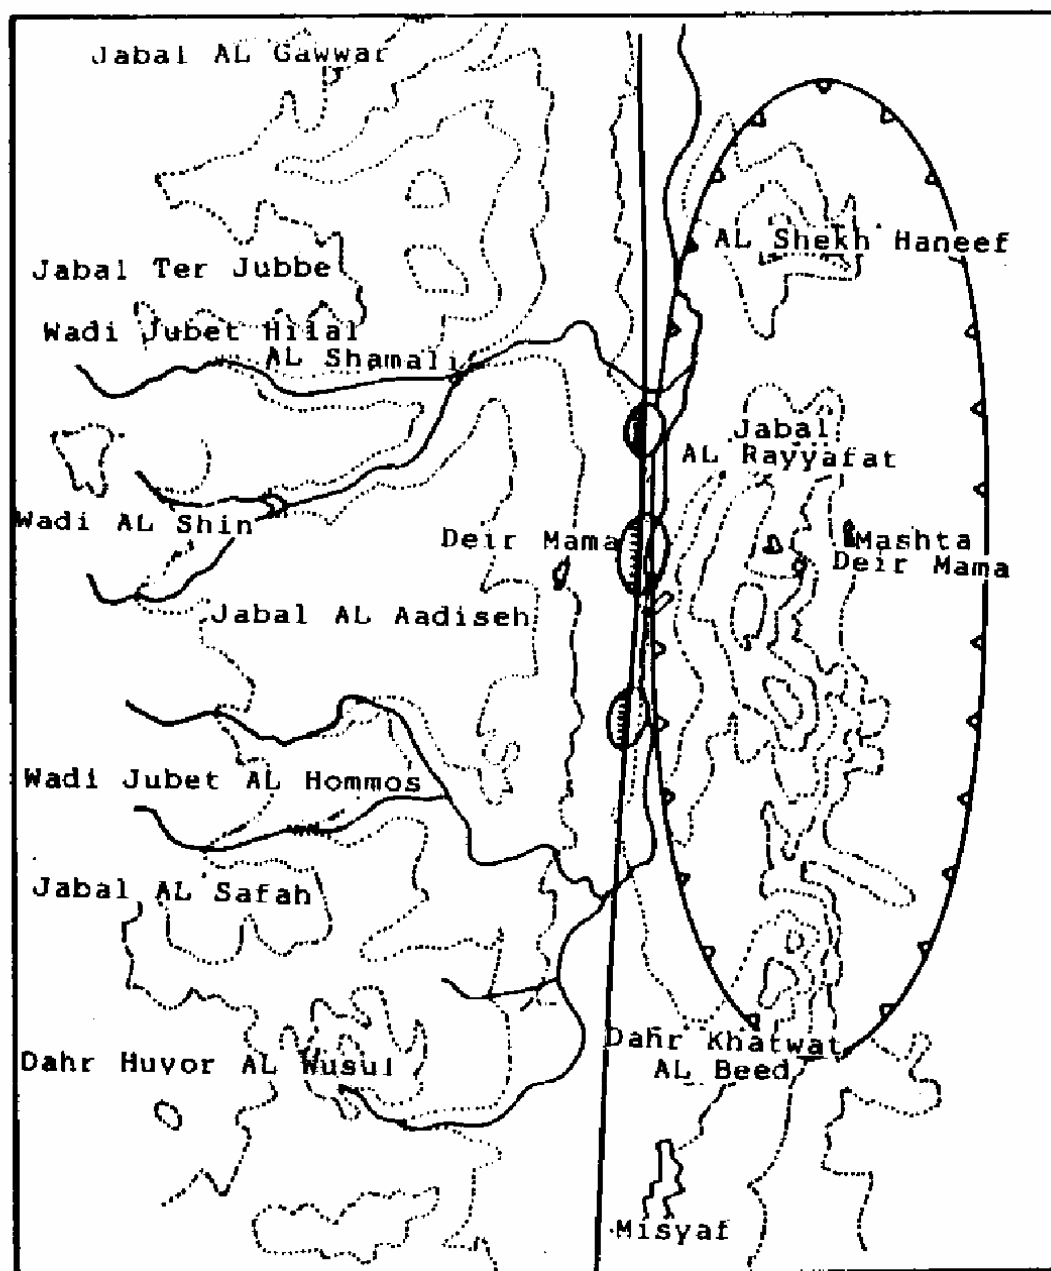 Jabal AL Gawwar
AL Shekh Haneef
Jabal Ter Jubbe
Wadi Jubet Hilal
AL Shamali
Jabal
AL Rayyafat
Wadi AL Shin
Deir Mama
Mashta
Deir Mama
Jabal AL Aadiseh
Wadi Jubet AL Hommos
Jabal AL Safah
Dahr Khatwat
AL Beed
Dahr Huvor AL Wusul
Misyaf